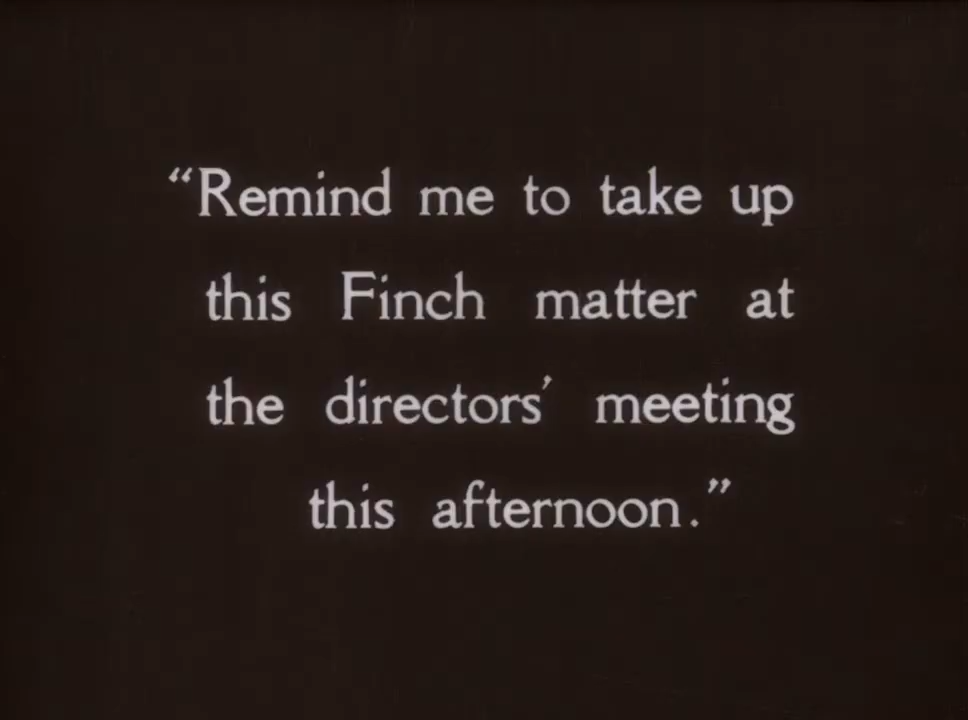 “Remind me to take up
this Finch matter at
the directors’ meeting
this afternoon.”